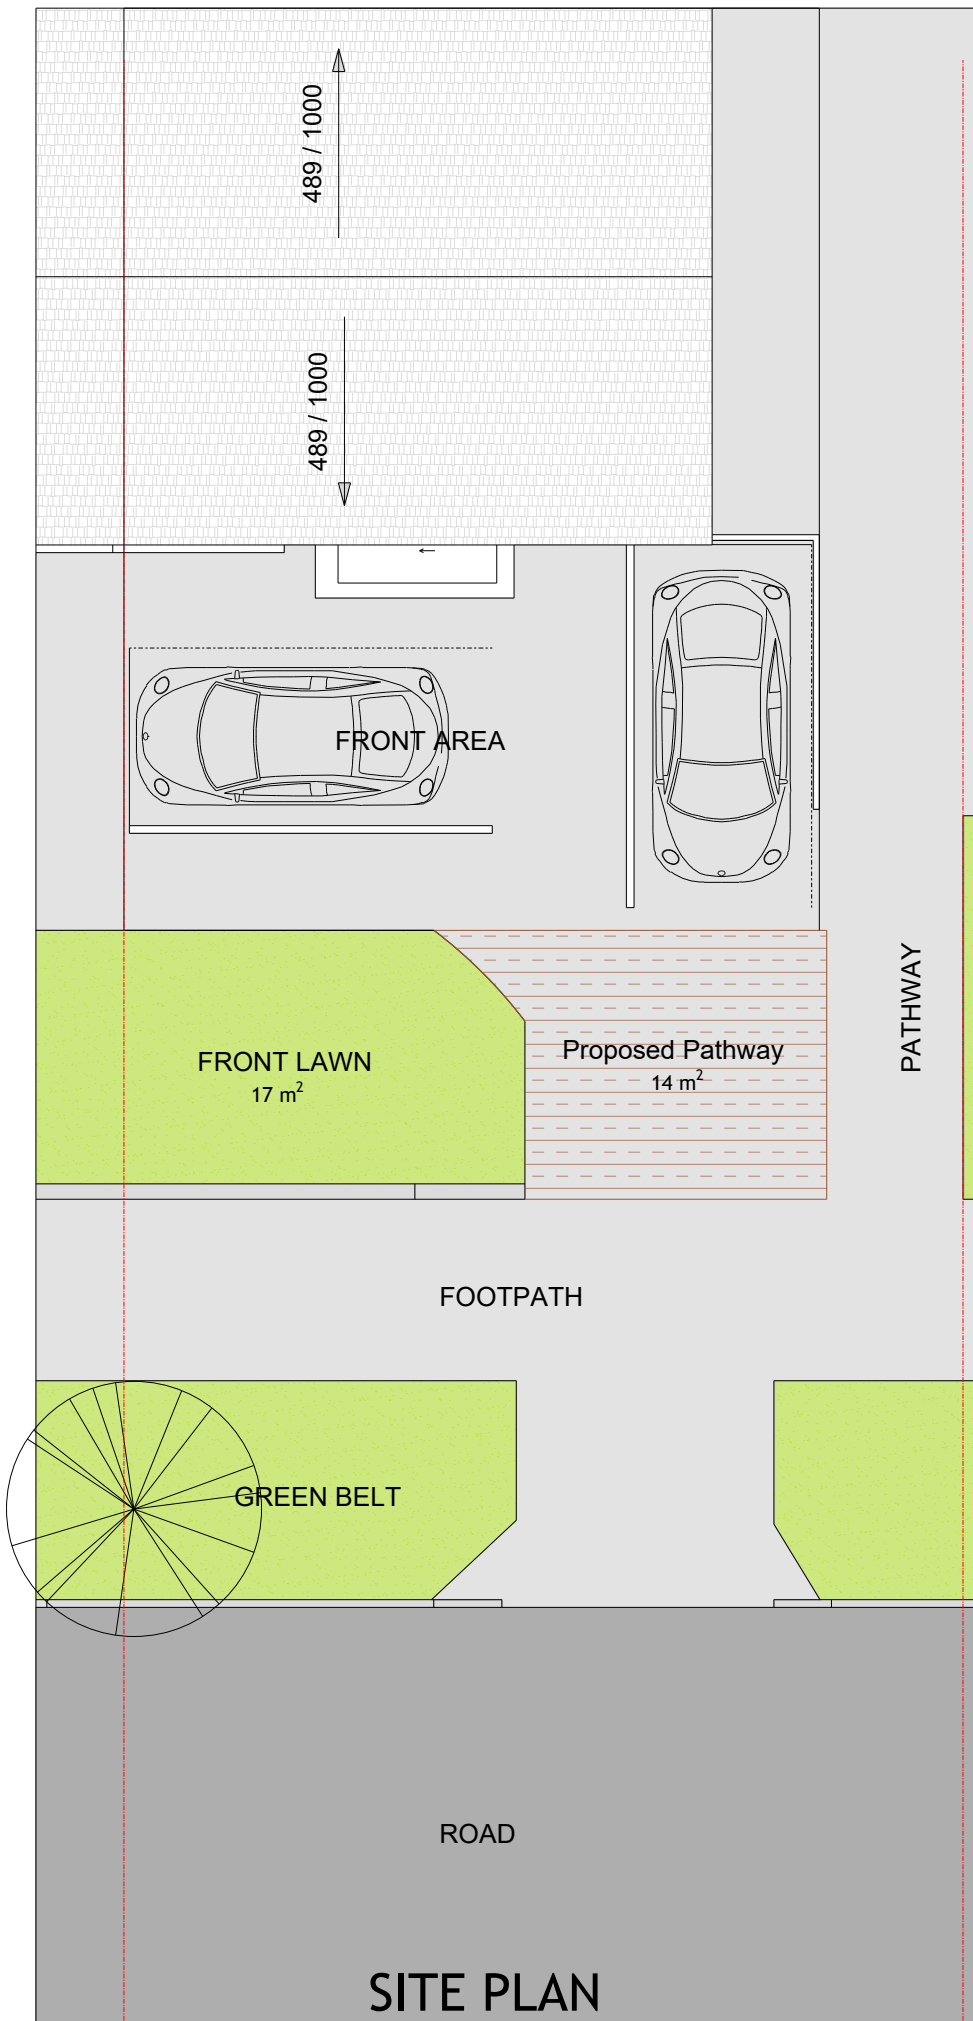 489 / 1000
489 / 1000
FRONT AREA
PATHWAY
FRONT LAWN
17 m²
Proposed Pathway
14 m²
FOOTPATH
GREEN BELT
ROAD
SITE PLAN